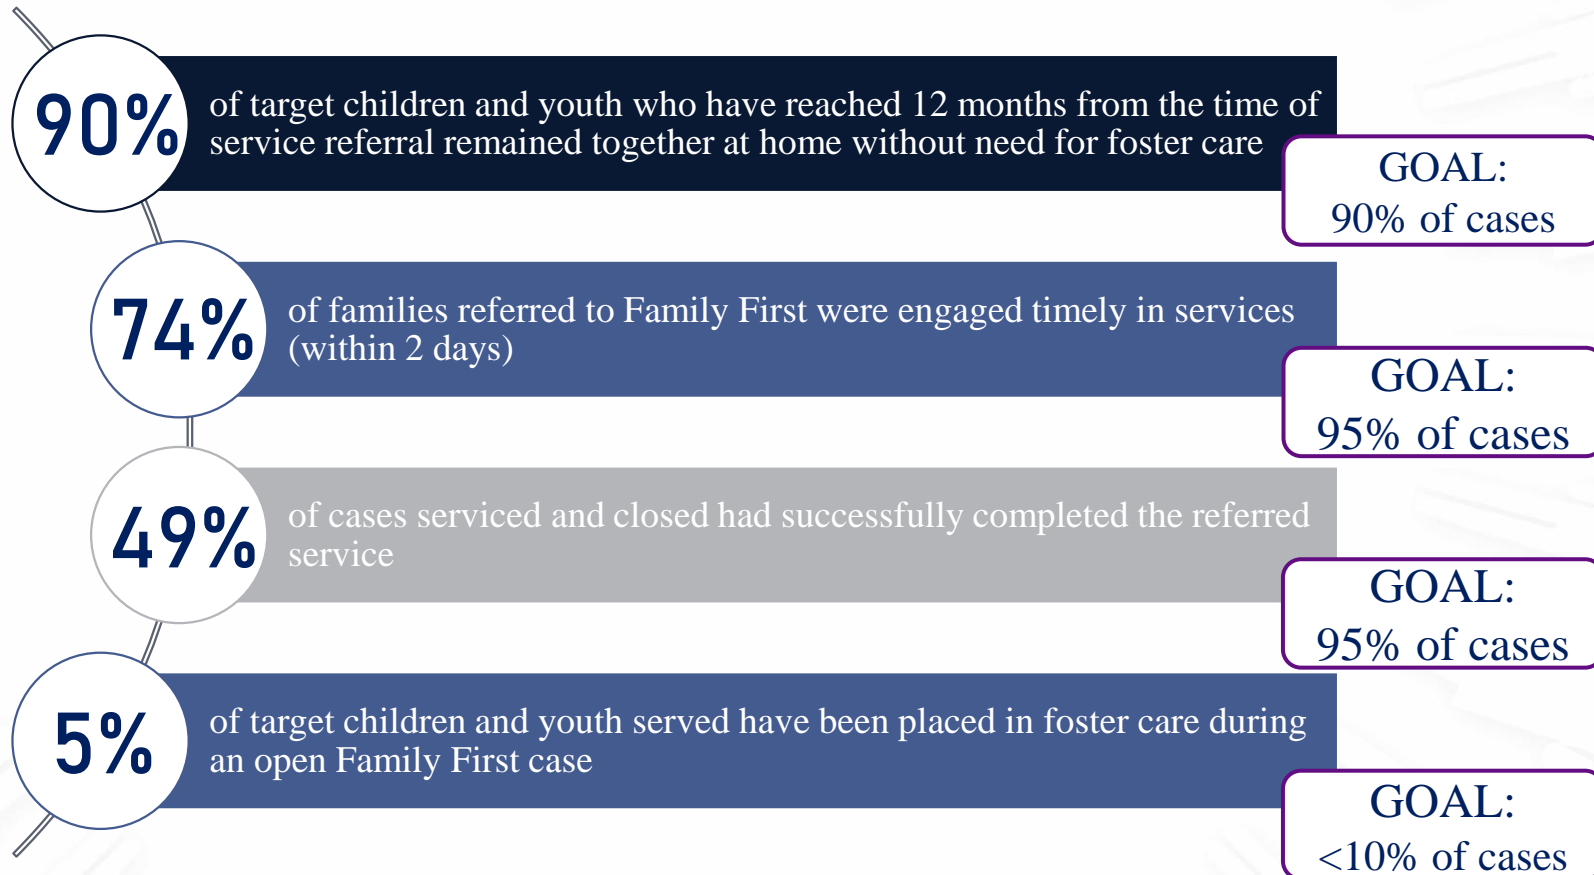 90%
of target children and youth who have reached 12 months from the time of
service referral remained together at home without need for foster care
GOAL:
90% of cases
74%
of families referred to Family First were engaged timely in services
(within 2 days)
GOAL:
95% of cases
49%
of cases serviced and closed had successfully completed the referred
service
GOAL:
95% of cases
5%
of target children and youth served have been placed in foster care during
an open Family First case
GOAL:
<10% of cases